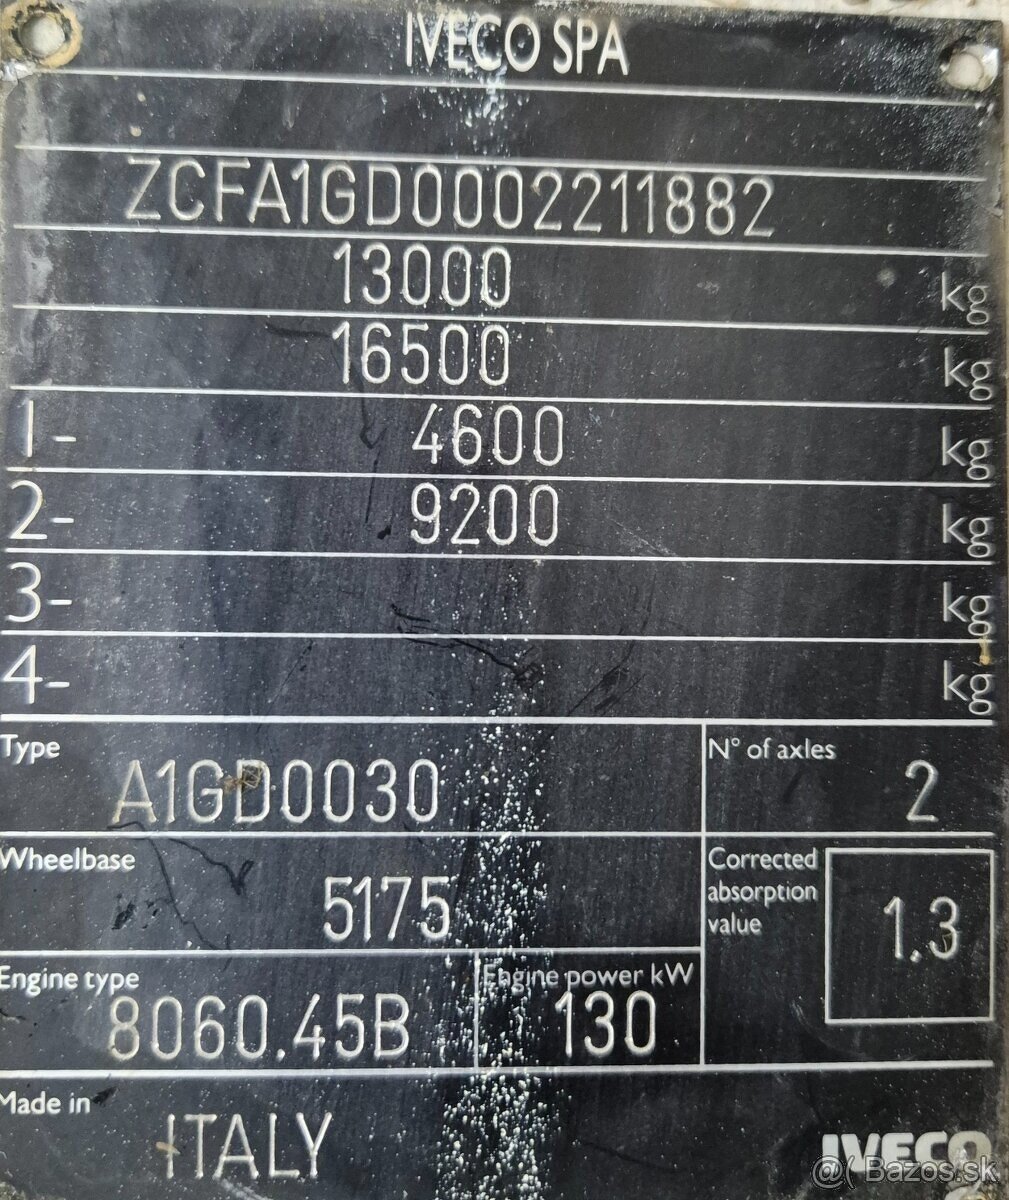 IVECO SPA
ZCFA1GD0002211882
13000 kg
16500 kg
1- 4600 kg
2- 9200 kg
3- kg
4- kg
Type A1GD0030 N° of axles 2
Wheelbase 5175 Corrected absorption value 1.3
Engine type 8060.45B Engine power kW 130
Made in ITALY
IVECO
@( Bazos.sk